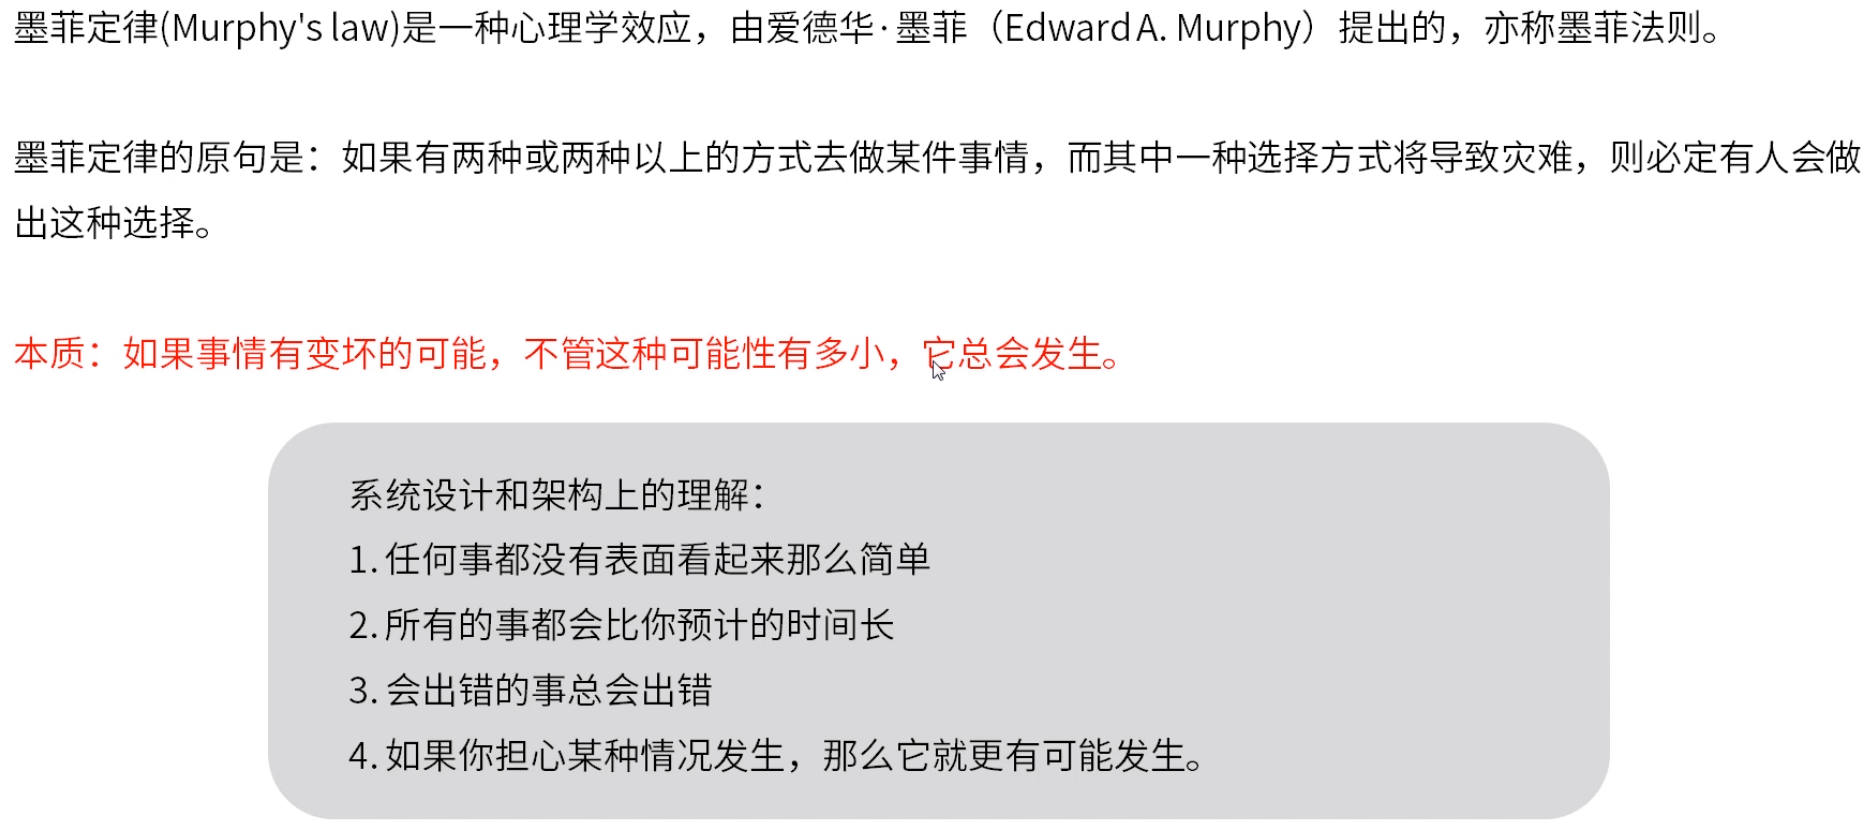 墨菲定律(Murphy's law)是一种心理学效应，由爱德华·墨菲（Edward A. Murphy）提出的，亦称墨菲法则。
墨菲定律的原句是：如果有两种或两种以上的方式去做某件事情，而其中一种选择方式将导致灾难，则必定有人会做
出这种选择。
本质：如果事情有变坏的可能，不管这种可能性有多小，它总会发生。
系统设计和架构上的理解：
1. 任何事都没有表面看起来那么简单
2. 所有的事都会比你预计的时间长
3. 会出错的事总会出错
4. 如果你担心某种情况发生，那么它就更有可能发生。